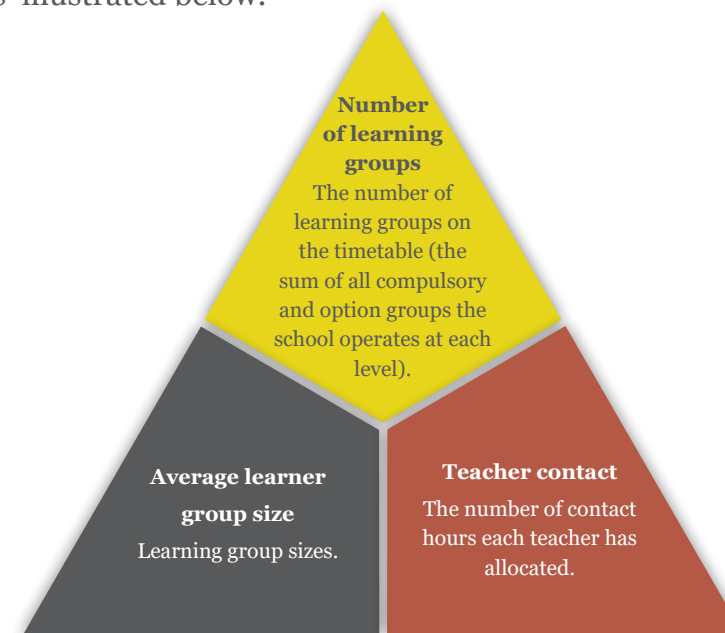 illustrated below.
Number
of learning
groups
The number of
learning groups on
the timetable (the
sum of all compulsory
and option groups the
school operates at each
level).
Average learner
group size
Learning group sizes.
Teacher contact
The number of contact
hours each teacher has
allocated.